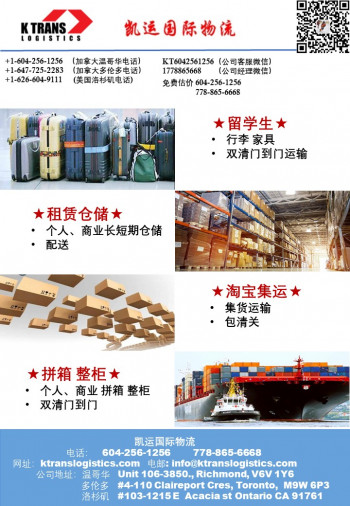 K TRANS
LOGISTICS
凯运国际物流
+1-604-256-1256 (加拿大温哥华电话)
+1-647-725-2283 (加拿大多伦多电话)
+1-626-604-9111 (美国洛杉矶电话)
KT6042561256 (公司客服微信)
1778865668 (公司经理微信)
免费估价 604-256-1256
778-865-6668
★留学生★
• 行李 家具
• 双清门到门运输
★租赁仓储★
• 个人、商业长短期仓储
• 配送
★淘宝集运★
• 集货运输
• 包清关
★拼箱 整柜★
• 个人、商业 拼箱 整柜
• 双清门到门
凯运国际物流
电话: 604-256-1256 778-865-6668
网址: ktranslogistics.com 电邮: info@ktranslogistics.com
公司地址: 温哥华 Unit 106-3850., Richmond, V6V 1Y6
多伦多 #4-110 Claireport Cres, Toronto, M9W 6P3
洛杉矶 #103-1215 E Acacia st Ontario CA 91761